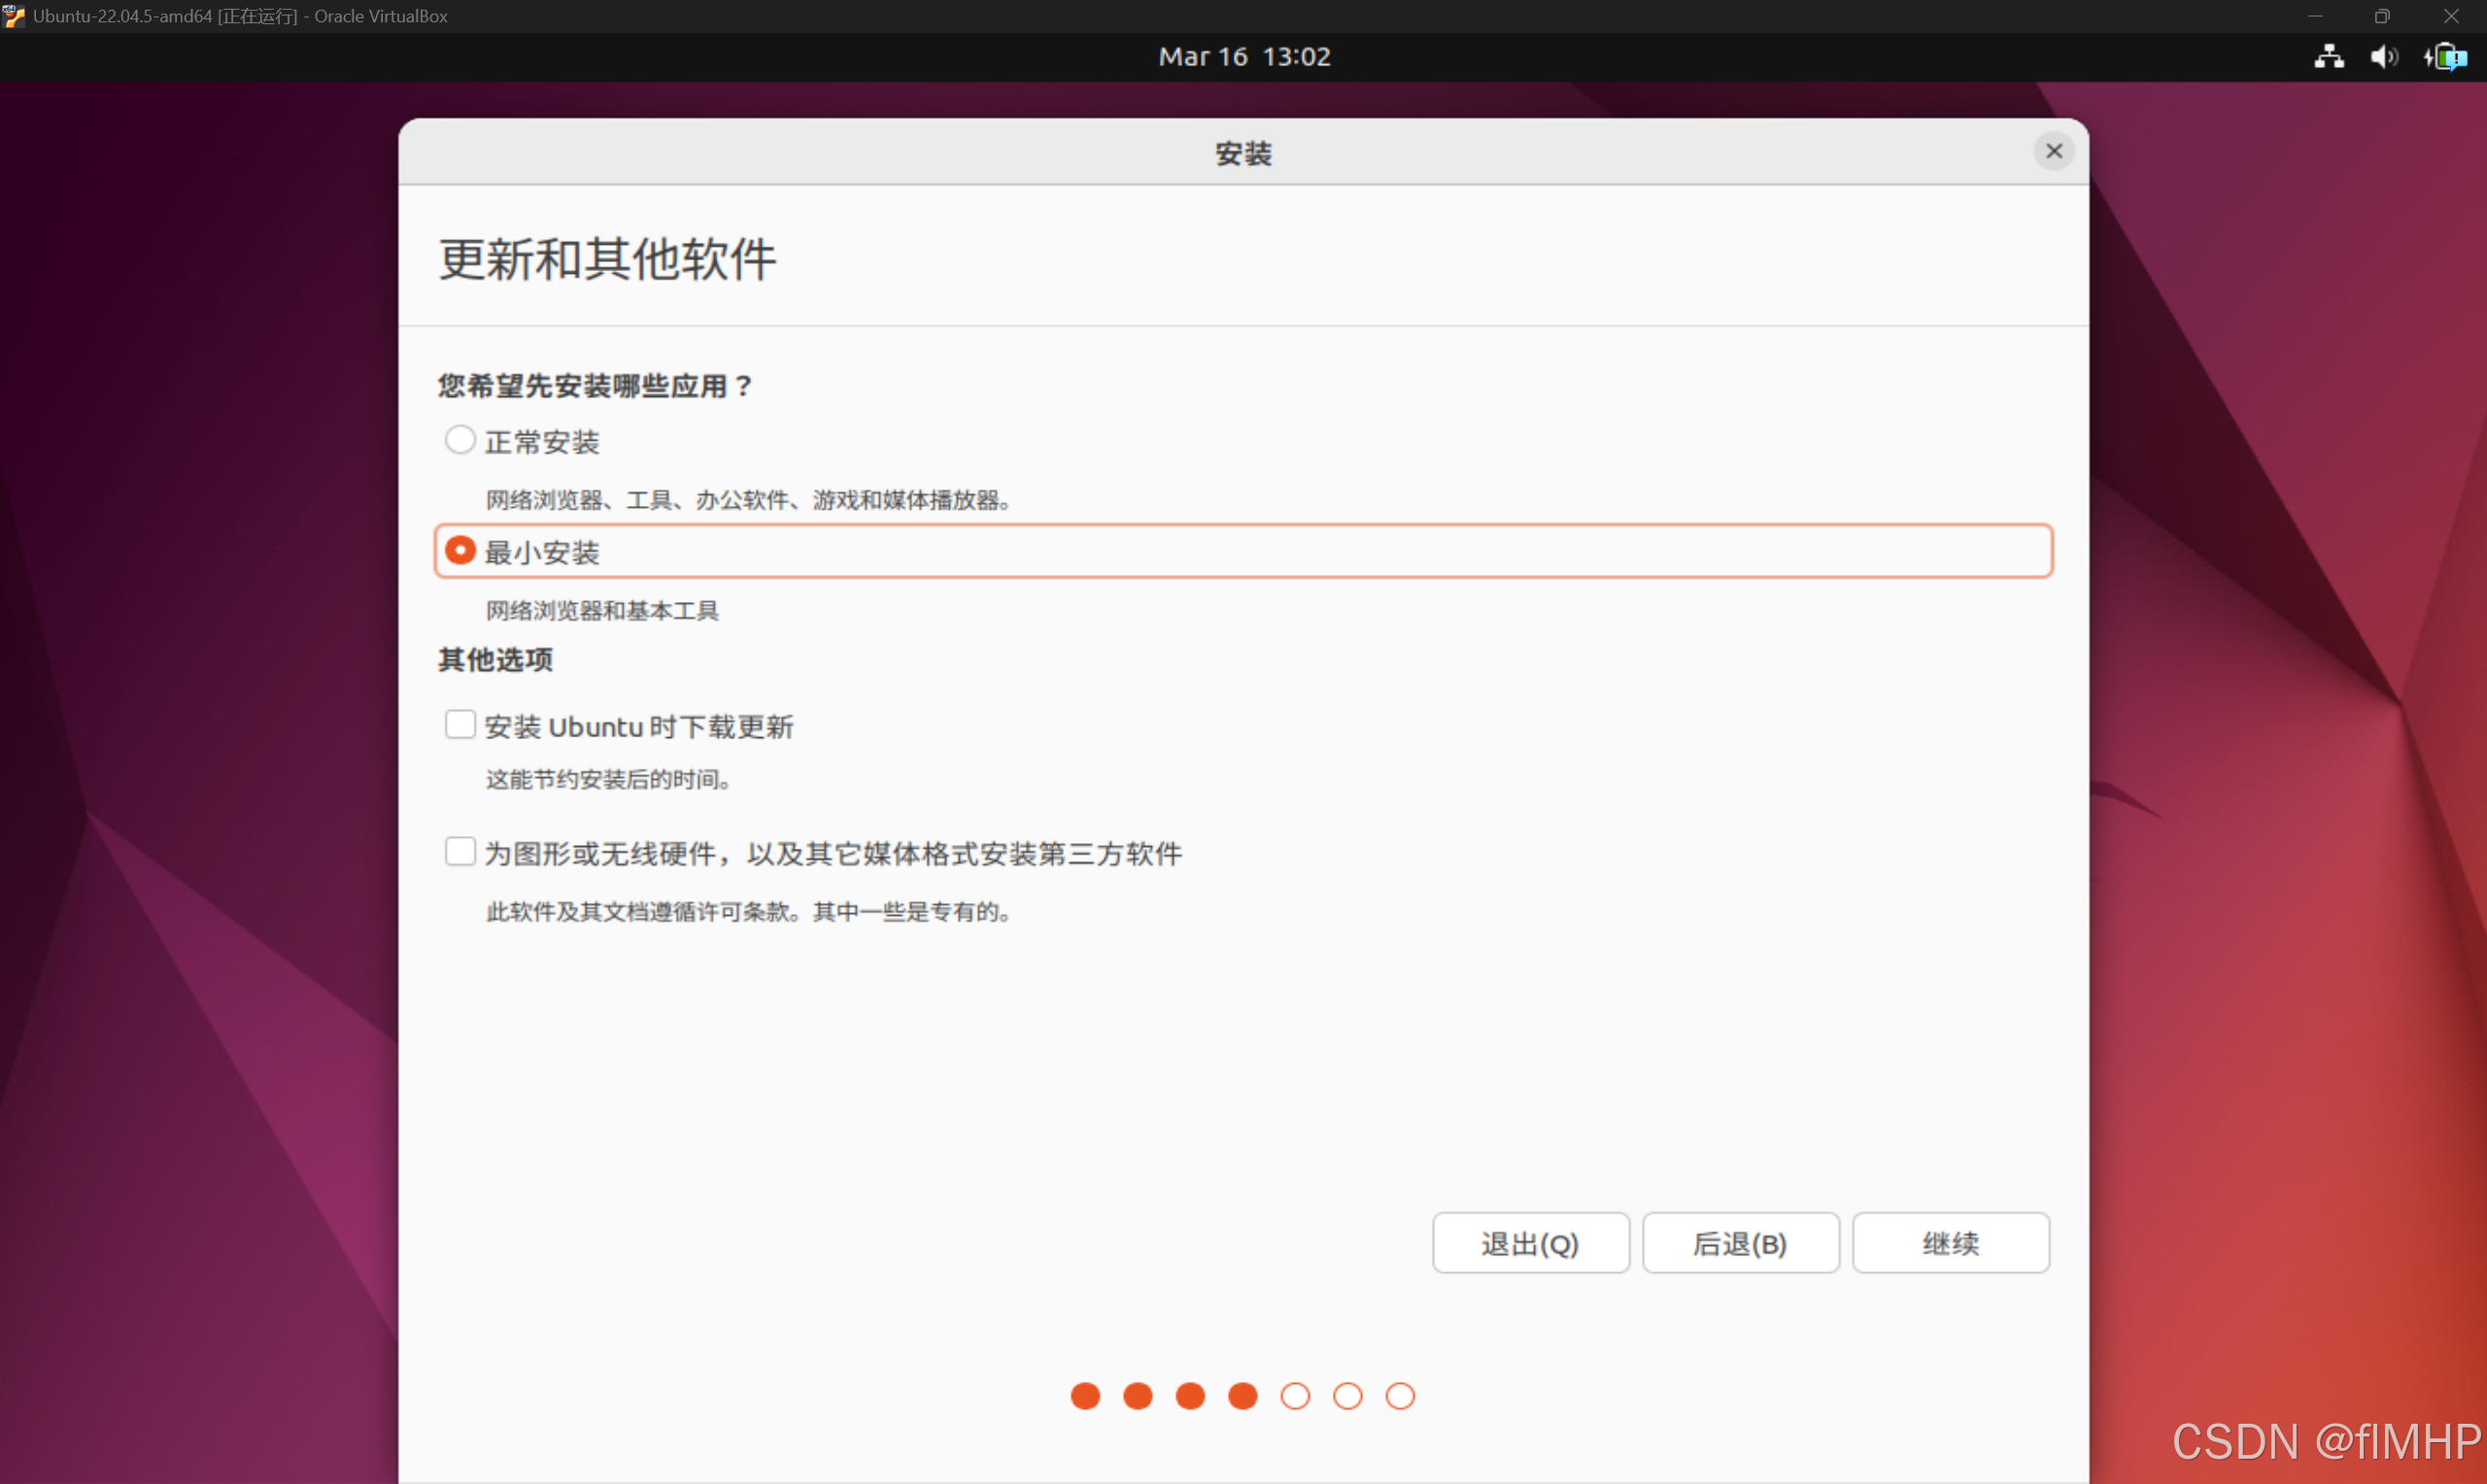 Ubuntu-22.04.5-amd64 [正在运行] - Oracle VirtualBox
Mar 16 13:02
安装
更新和其他软件
您希望先安装哪些应用？
正常安装
网络浏览器、工具、办公软件、游戏和媒体播放器。
最小安装
网络浏览器和基本工具
其他选项
安装 Ubuntu 时下载更新
这能节约安装后的时间。
为图形或无线硬件，以及其它媒体格式安装第三方软件
此软件及其文档遵循许可条款。其中一些是专有的。
退出(Q) 后退(B) 继续
CSDN @flMHP